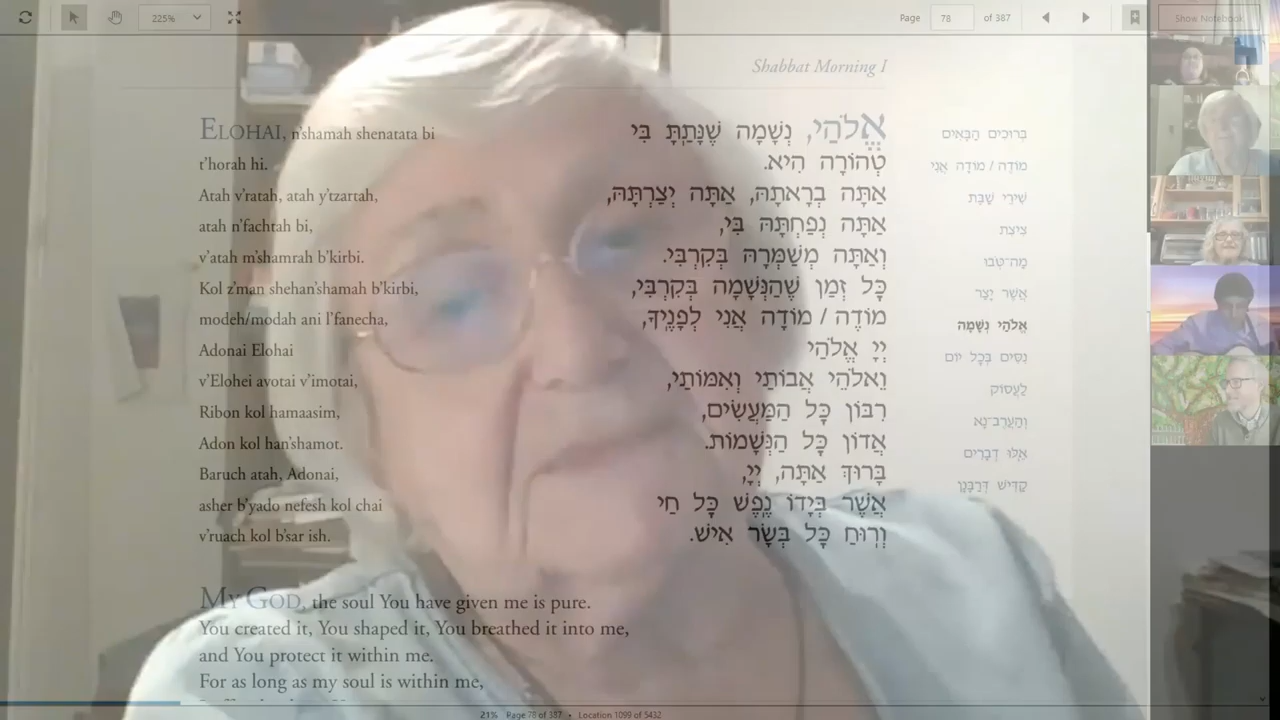 225%
Page 78 of 387
Show Notebook
Shabbat Morning I
ELOHAI, n'shamah shenatata bi
t'horah hi.
Atah v'ratah, atah y'tzartah,
atah n'fachtah bi,
v'atah m'shamrah b'kirbi.
Kol z'man shehan'shamah b'kirbi,
modeh/modah ani l'fanecha,
Adonai Elohai
v'Elohei avotai v'imotai,
Ribon kol hamaasim,
Adon kol han'shamot.
Baruch atah, Adonai,
asher b'yado nefesh kol chai
v'ruach kol b'sar ish.
אֱלֹהַי, נְשָׁמָה שֶׁנָּתַתָּ בִּי
טְהוֹרָה הִיא.
אַתָּה בְרָאתָהּ, אַתָּה יְצַרְתָּהּ,
אַתָּה נְפַחְתָּהּ בִּי,
וְאַתָּה מְשַׁמְּרָהּ בְּקִרְבִּי.
כׇּל זְמַן שֶׁהַנְּשָׁמָה בְּקִרְבִּי,
מוֹדֶה / מוֹדָה אֲנִי לְפָנֶיךָ,
יְיָ אֱלֹהַי
וֵאלֹהֵי אֲבוֹתַי וְאִמּוֹתַי,
רִבּוֹן כׇּל הַמַּעֲשִׂים,
אֲדוֹן כׇּל הַנְּשָׁמוֹת.
בָּרוּךְ אַתָּה, יְיָ,
אֲשֶׁר בְּיָדוֹ נֶפֶשׁ כׇּל חַי
וְרוּחַ כׇּל בְּשַׂר אִישׁ.
בְּרוּכִים הַבָּאִים
מוֹדֶה / מוֹדָה אֲנִי
שִׁירֵי שַׁבָּת
צִיצִת
מַה־טֹּבוּ
אֲשֶׁר יָצַר
אֱלֹהַי נְשָׁמָה
נִסִּים בְּכׇל יוֹם
לַעֲסוֹק
וְהַעֲרֶב־נָא
אֵלּוּ דְבָרִים
קַדִּישׁ דְּרַבָּנָן
MY GOD, the soul You have given me is pure.
You created it, You shaped it, You breathed it into me,
and You protect it within me.
For as long as my soul is within me,
21% Page 78 of 387 • Location 1099 of 5432